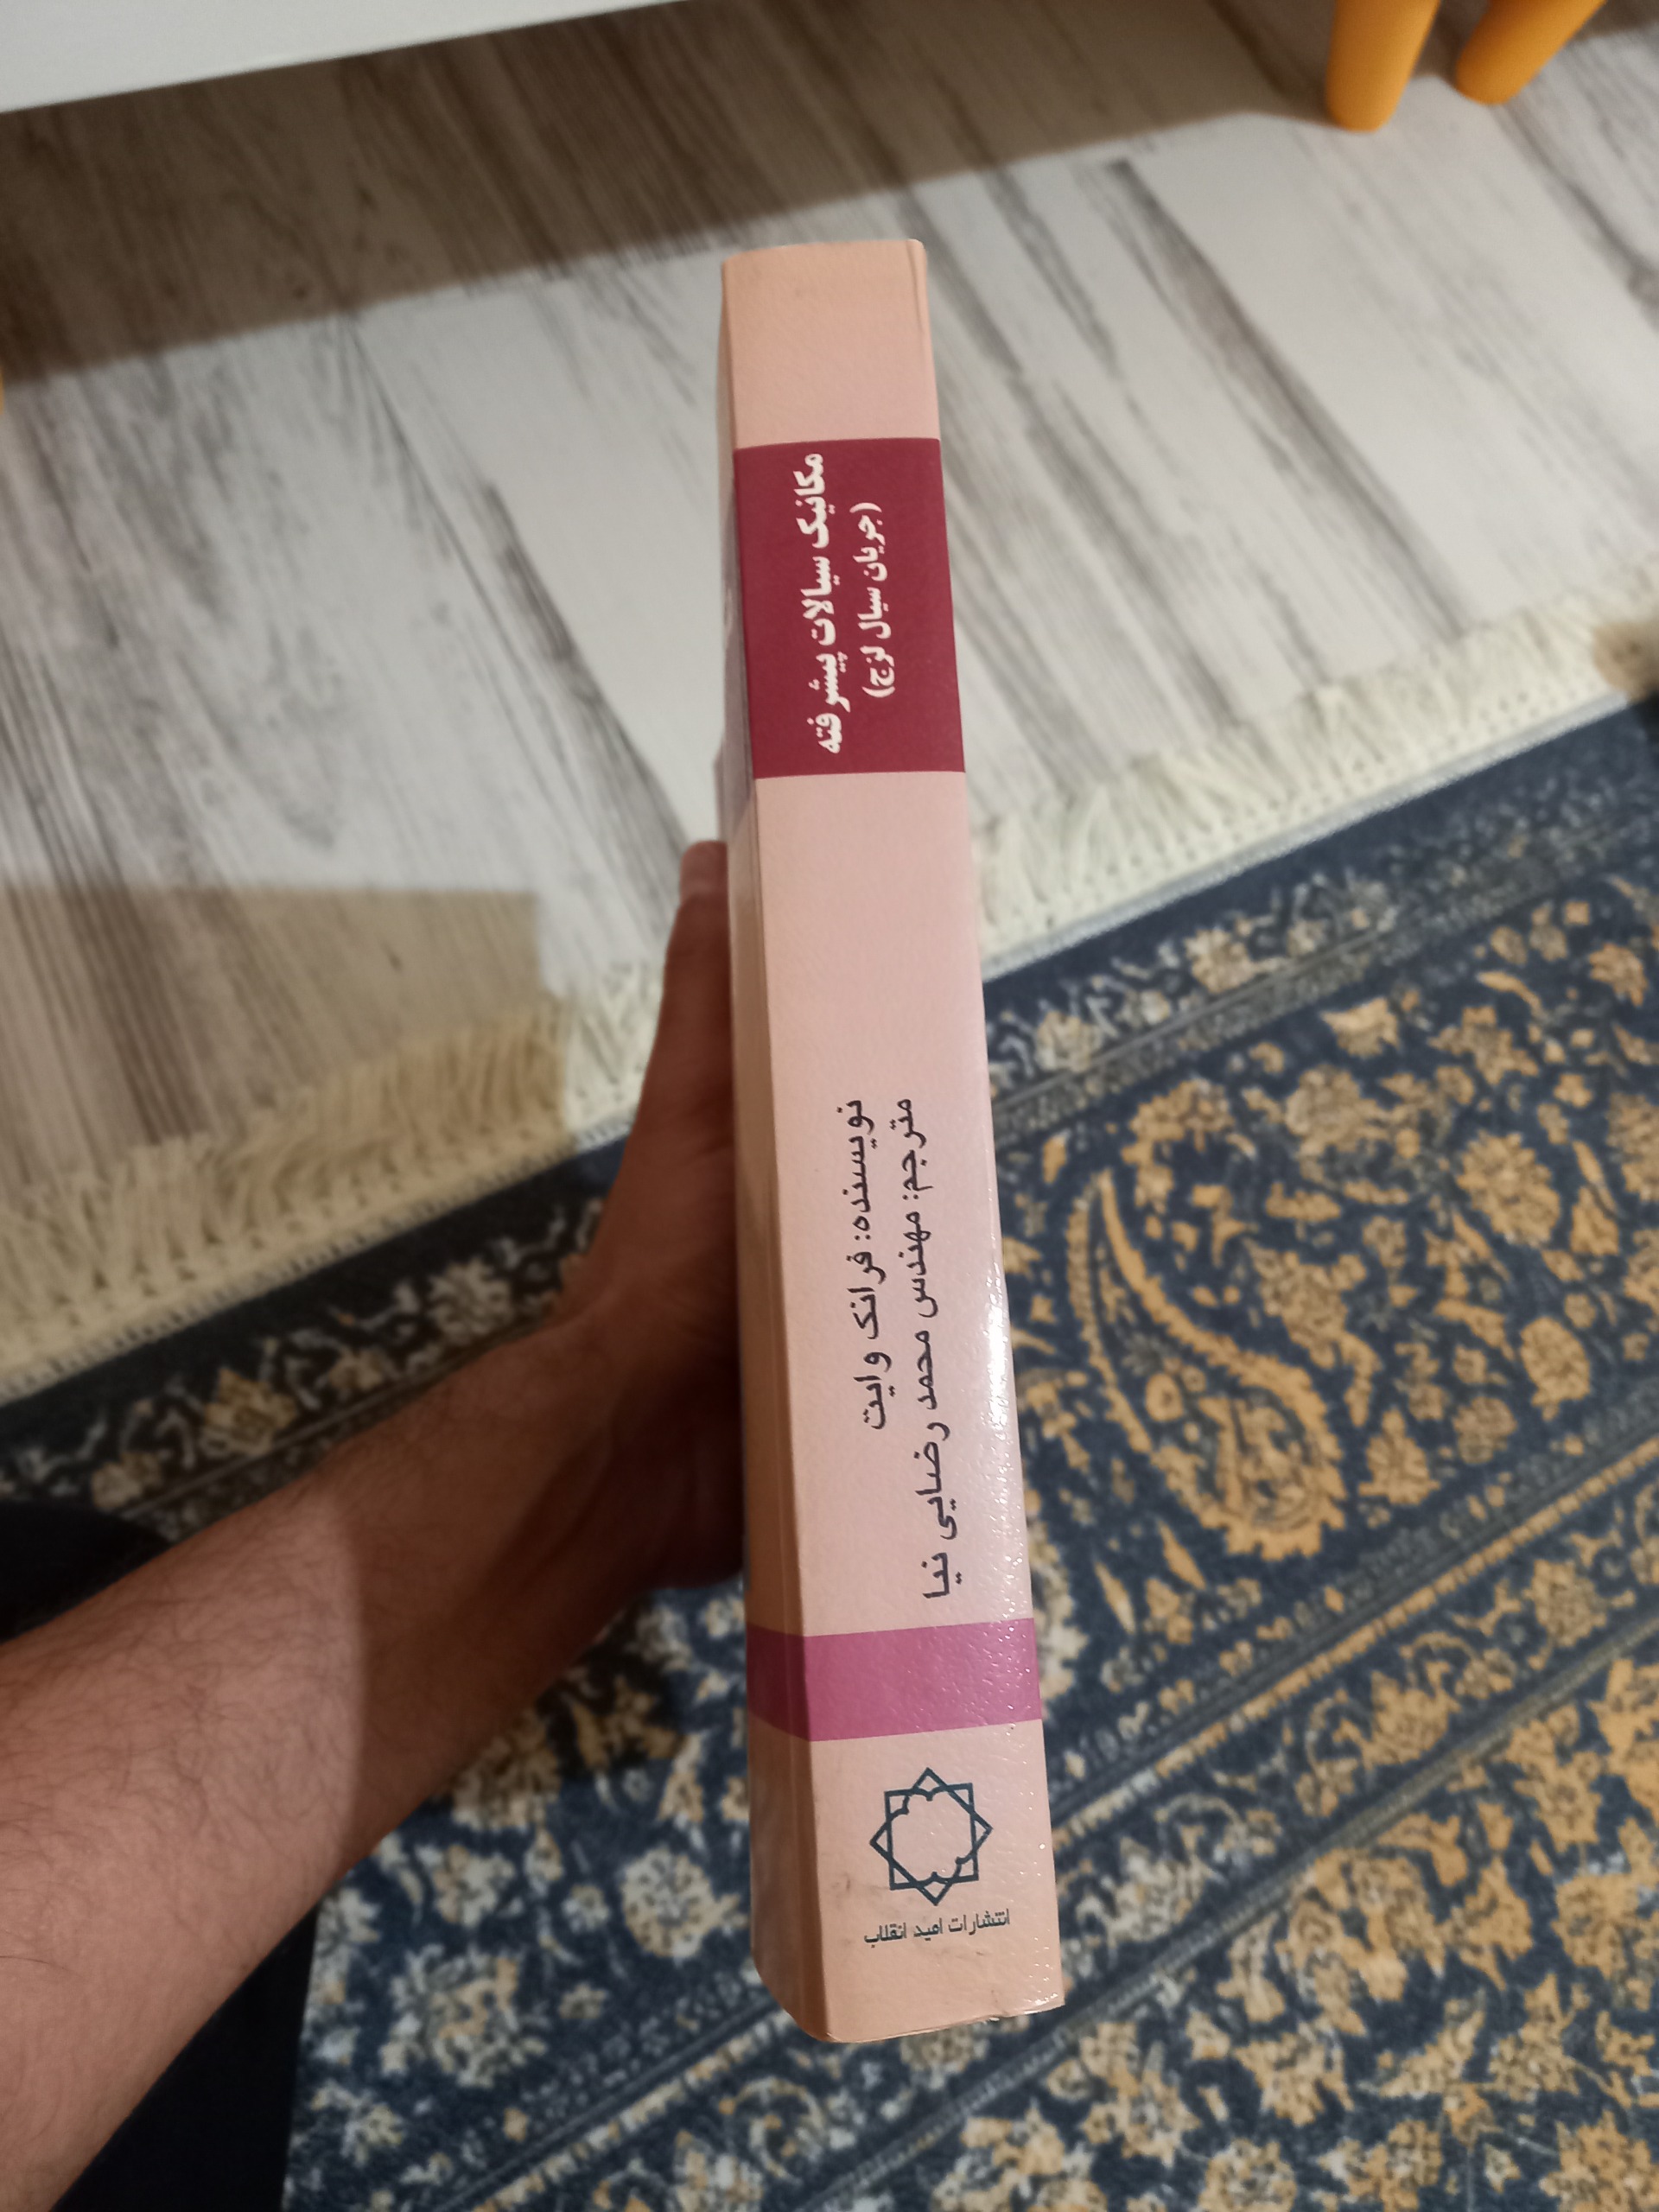 مکانیک سیالات پیشرفته
(جریان سیال لزج)
نویسنده: فرانک وایت
مترجم: مهندس محمد رضایی نیا
انتشارات امید انقلاب